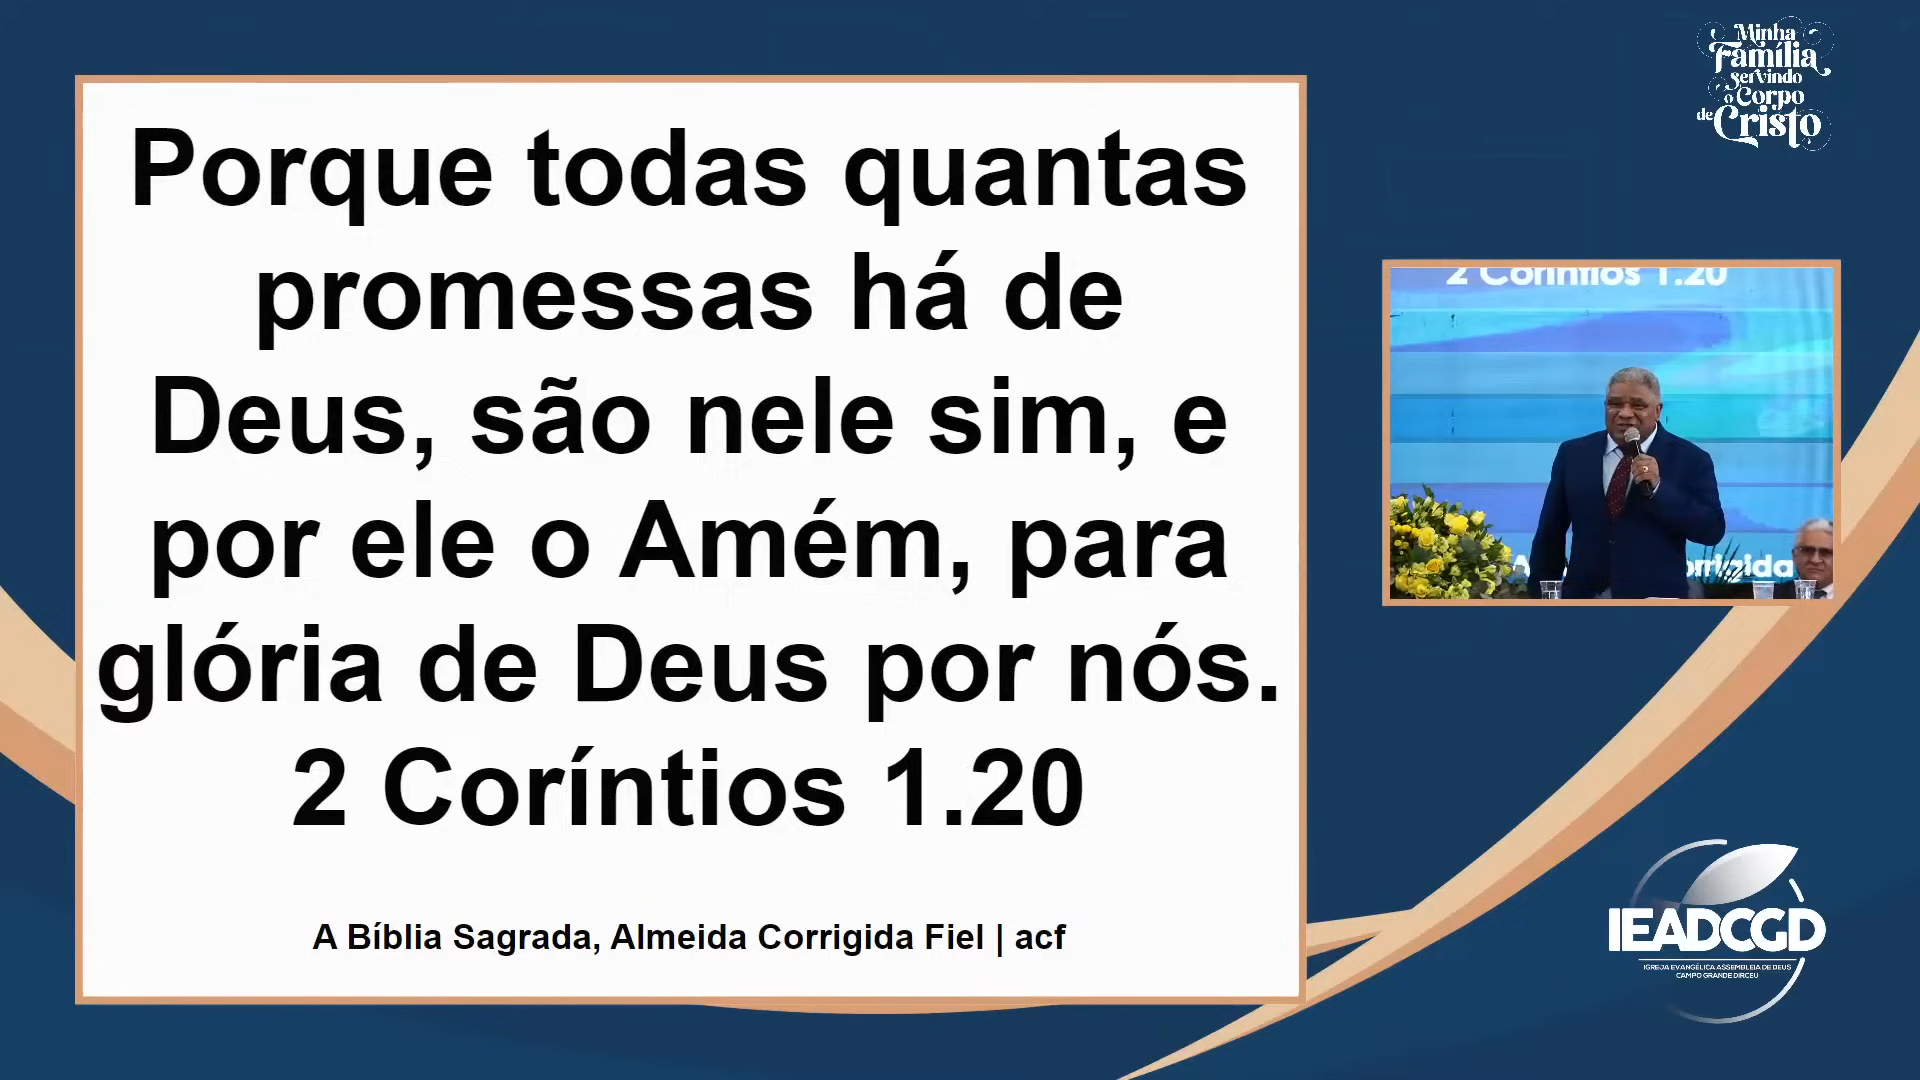 Porque todas quantas
promessas há de
Deus, são nele sim, e
por ele o Amém, para
glória de Deus por nós.
2 Coríntios 1.20
A Bíblia Sagrada, Almeida Corrigida Fiel | acf
Minha
Família
servindo
o Corpo
de Cristo
2 Coríntios 1.20
IEADCGD
IGREJA EVANGÉLICA ASSEMBLEIA DE DEUS
CAMPO GRANDE DIRCEU